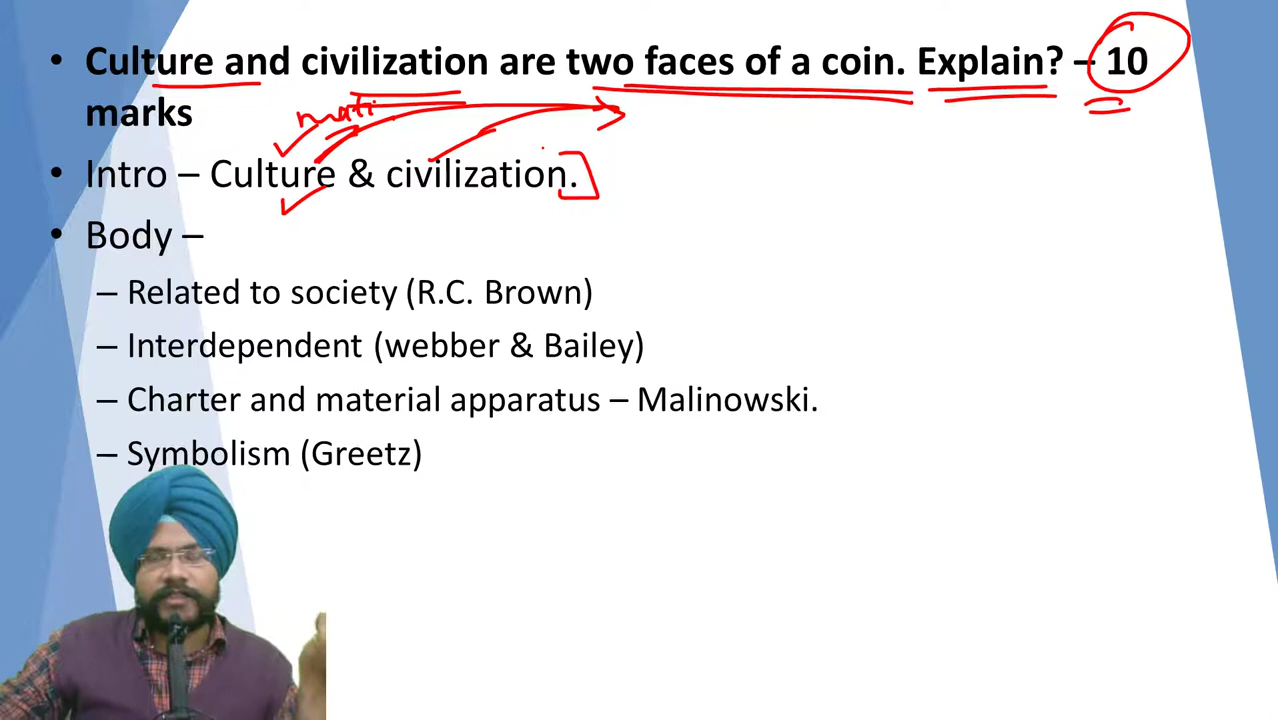 • Culture and civilization are two faces of a coin. Explain? – 10
marks
mati
• Intro – Culture & civilization.
• Body –
– Related to society (R.C. Brown)
– Interdependent (webber & Bailey)
– Charter and material apparatus – Malinowski.
– Symbolism (Greetz)